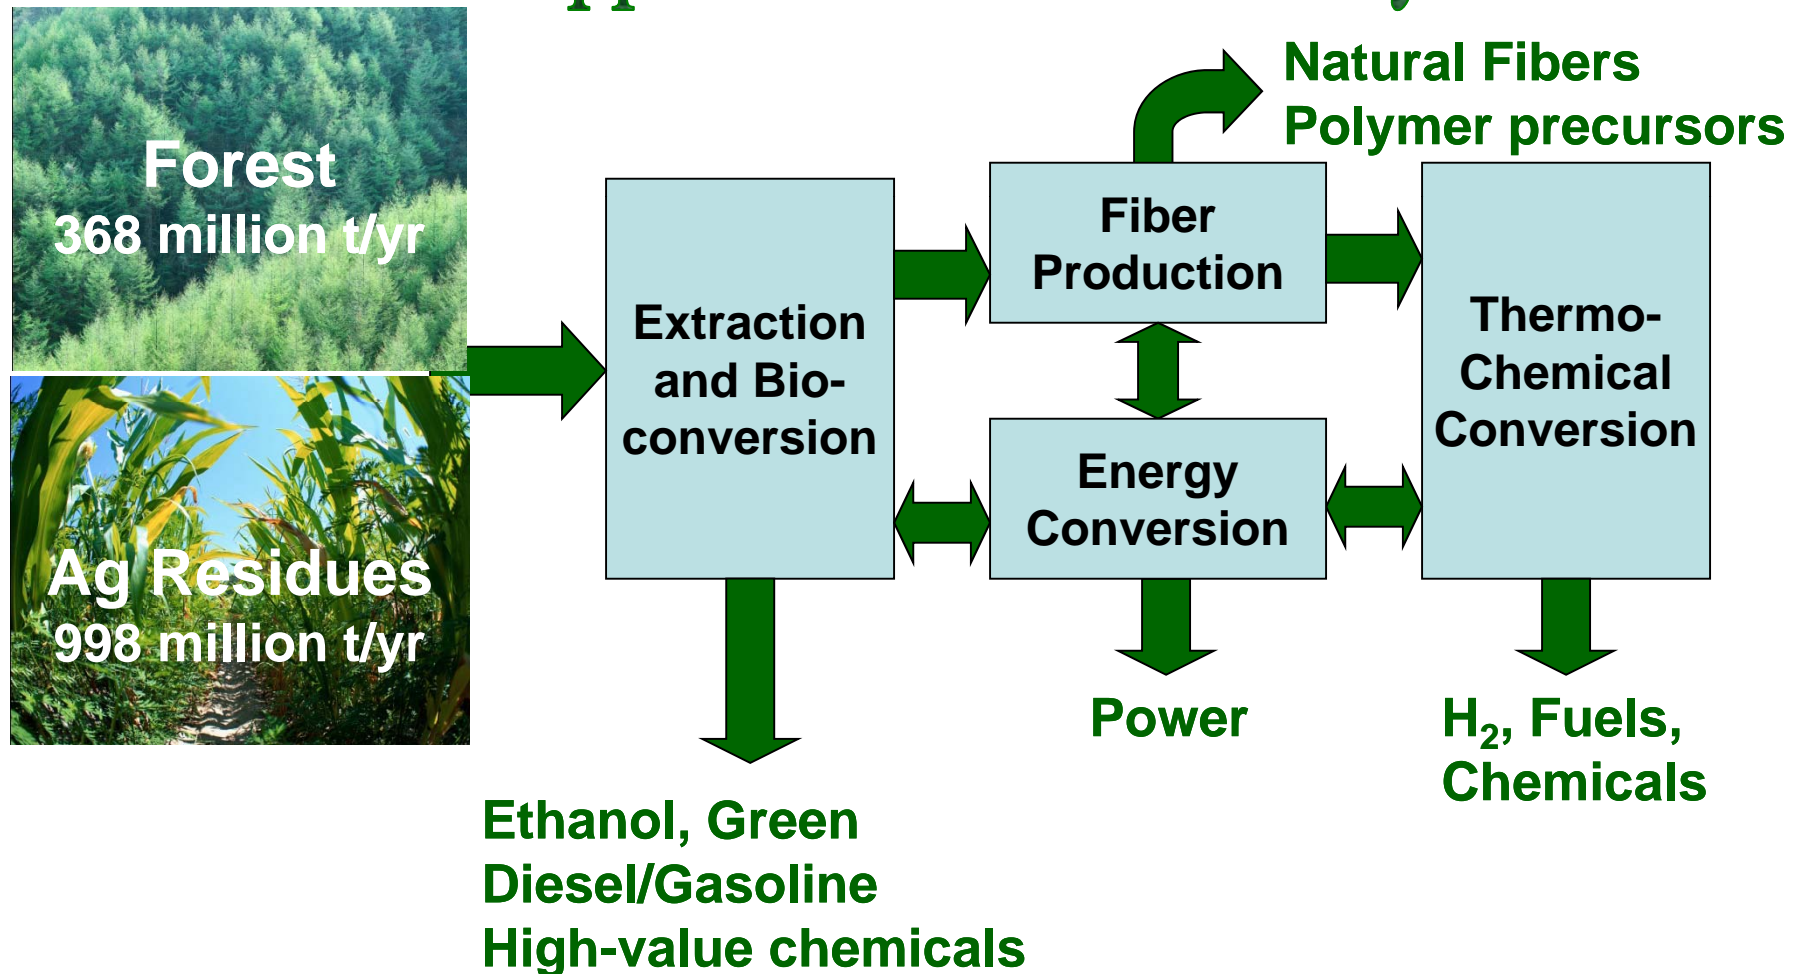 Forest
368 million t/yr
Ag Residues
998 million t/yr
Extraction
and Bio-
conversion
Fiber
Production
Energy
Conversion
Thermo-
Chemical
Conversion
Natural Fibers
Polymer precursors
Ethanol, Green
Diesel/Gasoline
High-value chemicals
Power
H₂, Fuels,
Chemicals